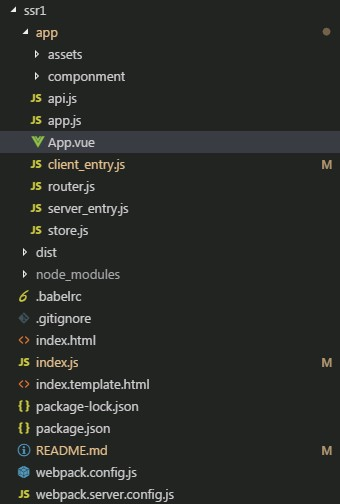 ssr1
app
assets
componment
JS api.js
JS app.js
App.vue
JS client_entry.js M
JS router.js
JS server_entry.js
JS store.js
dist
node_modules
.babelrc
.gitignore
<> index.html
JS index.js M
<> index.template.html
{ } package-lock.json
{ } package.json
README.md M
webpack.config.js
JS webpack.server.config.js